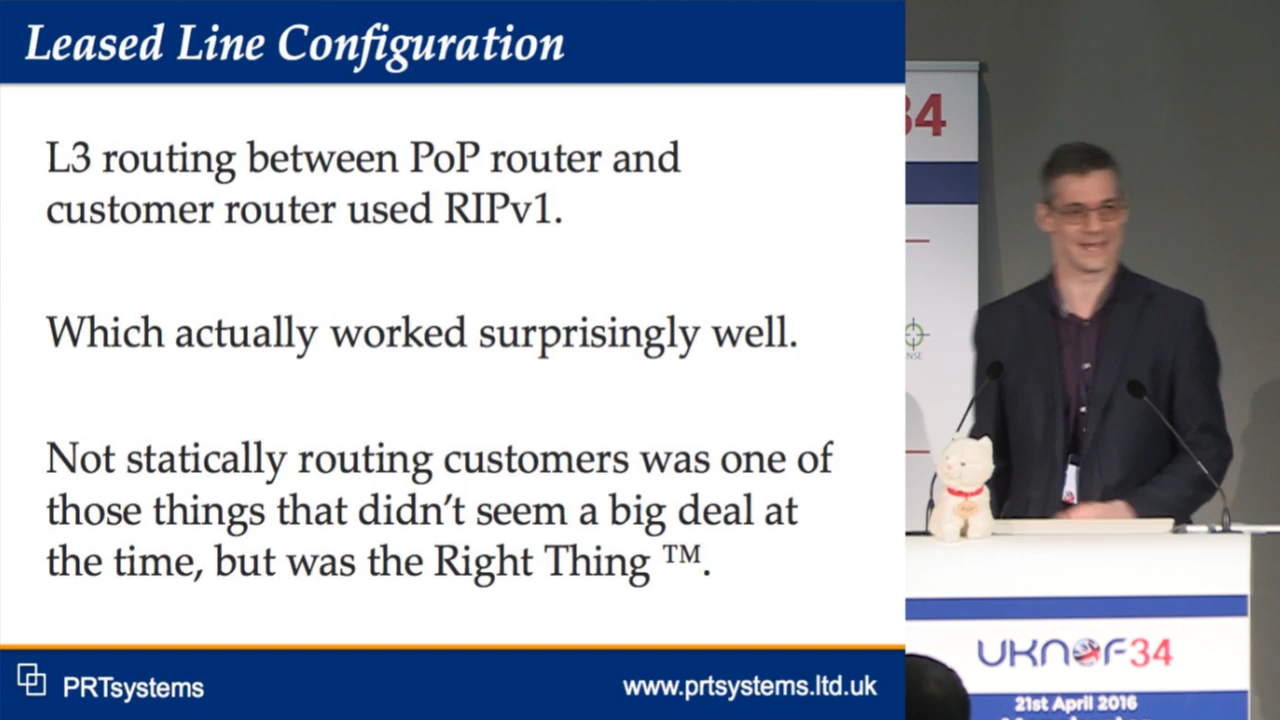 Leased Line Configuration
L3 routing between PoP router and
customer router used RIPv1.
Which actually worked surprisingly well.
Not statically routing customers was one of
those things that didn’t seem a big deal at
the time, but was the Right Thing ™.
PRTsystems
www.prtsystems.ltd.uk
34
NSE
UKNOF34
21st April 2016